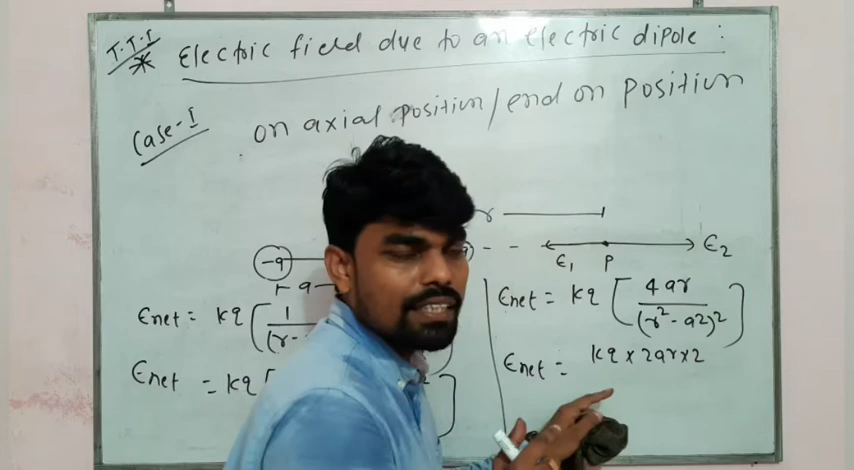 T.T.I
* Electric field due to an electric dipole :
Case-I
on axial position/end on position
r
-q
E₁ P E₂
a
Enet = kq [ 1 / (r-
Enet = kq [
Enet = kq [ 4ar / (r² - a2)² ]
Enet = kq x 2ar x 2